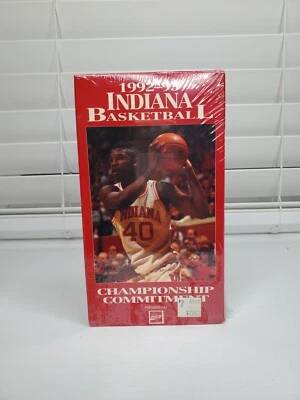 1992-93
INDIANA
BASKETBALL
INDIANA
40
CHAMPIONSHIP
COMMITMENT